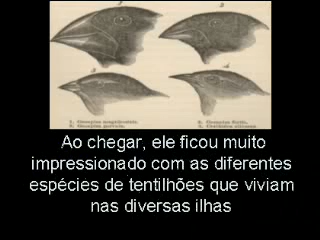 Ao chegar, ele ficou muito
impressionado com as diferentes
espécies de tentilhões que viviam
nas diversas ilhas